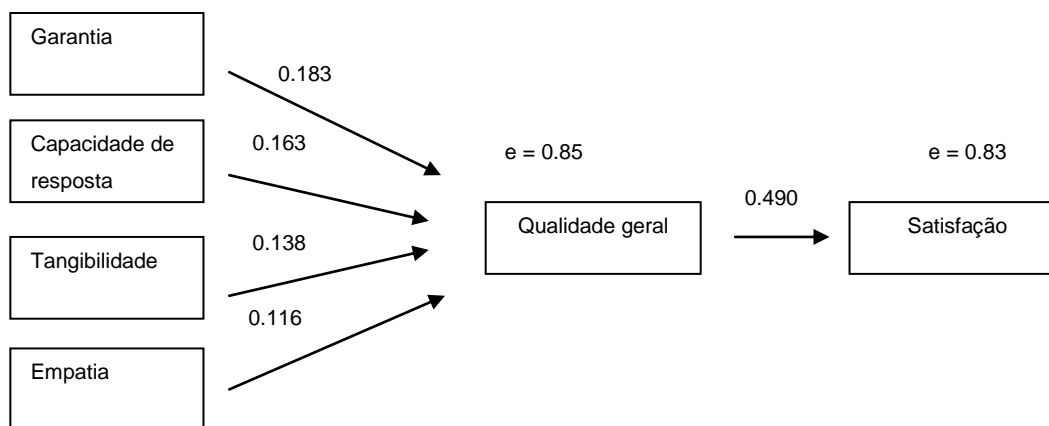 Garantia
0.183
Capacidade de
resposta
0.163
e = 0.85
e = 0.83
0.490
Qualidade geral
Satisfação
Tangibilidade
0.138
0.116
Empatia